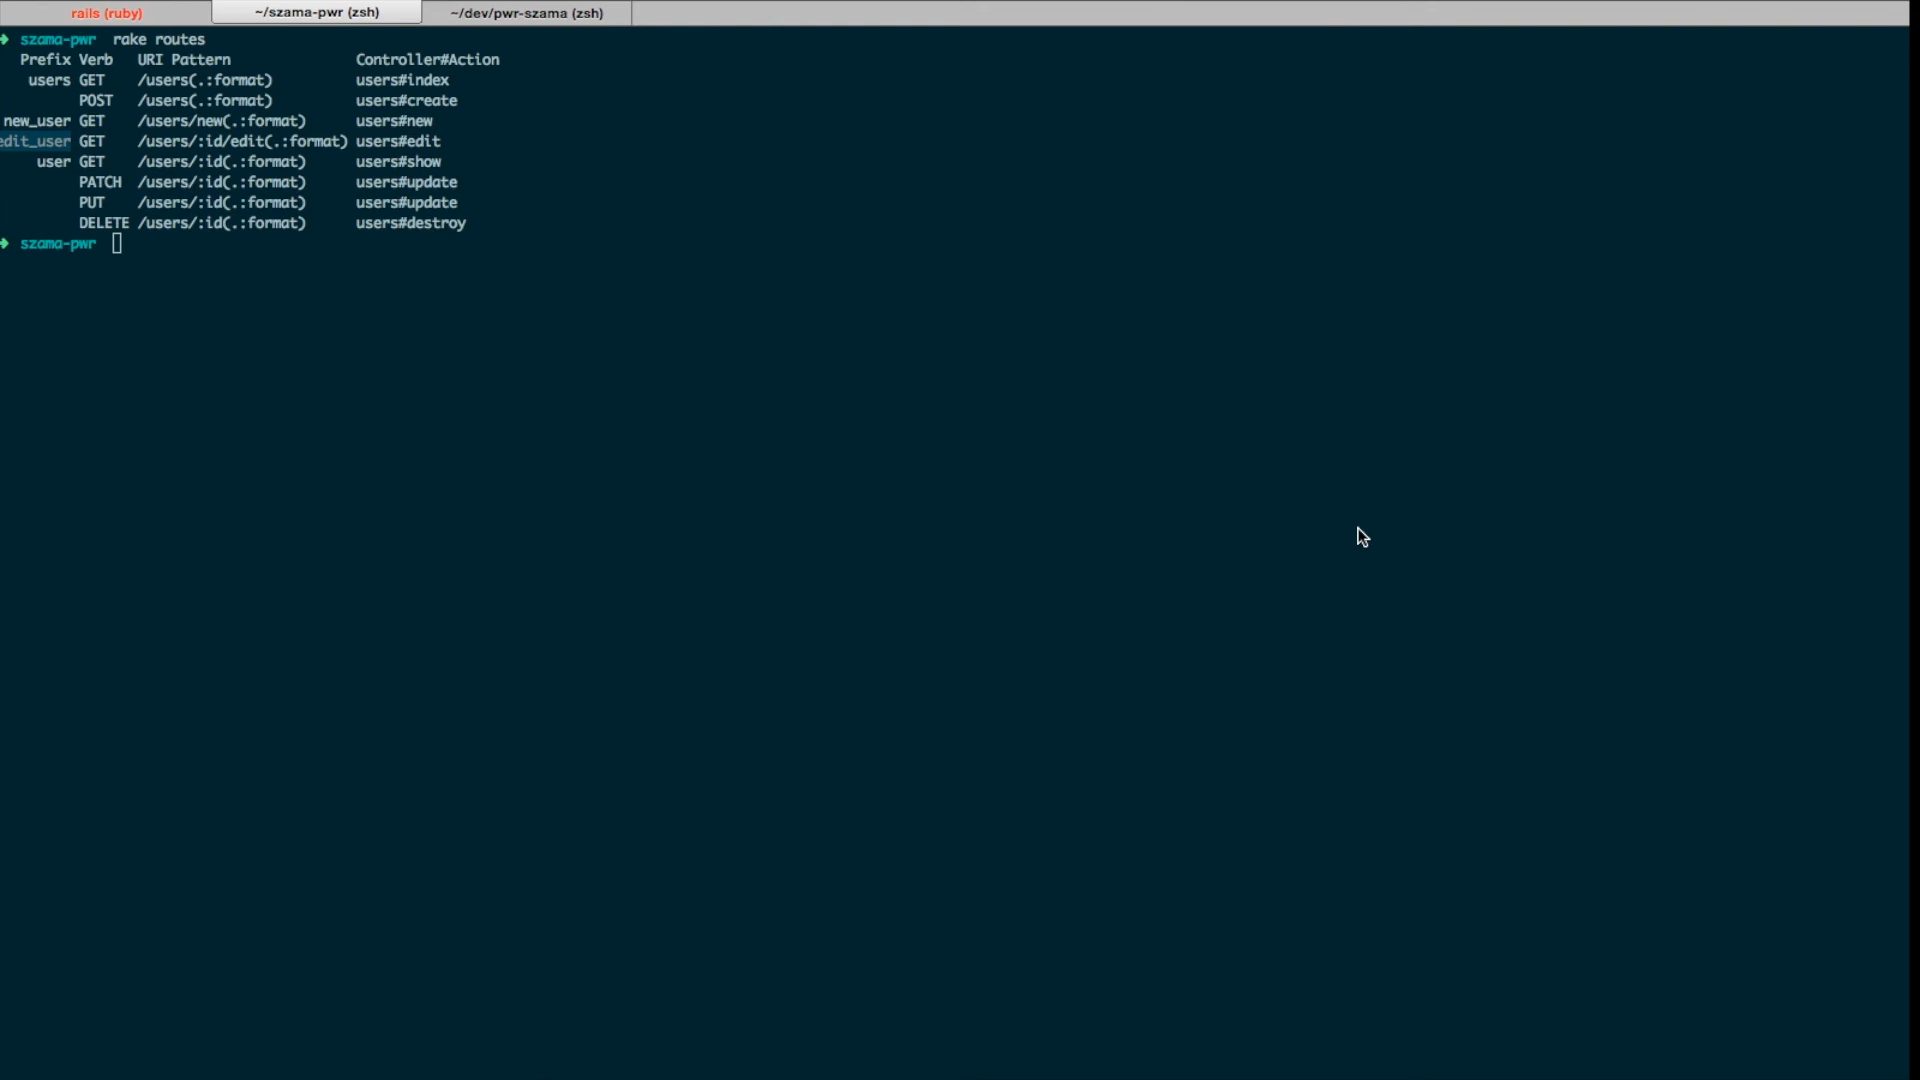 rails (ruby) ~/szama-pwr (zsh) ~/dev/pwr-szama (zsh)
szama-pwr rake routes
Prefix Verb URI Pattern Controller#Action
users GET /users(.:format) users#index
POST /users(.:format) users#create
new_user GET /users/new(.:format) users#new
edit_user GET /users/:id/edit(.:format) users#edit
user GET /users/:id(.:format) users#show
PATCH /users/:id(.:format) users#update
PUT /users/:id(.:format) users#update
DELETE /users/:id(.:format) users#destroy
szama-pwr